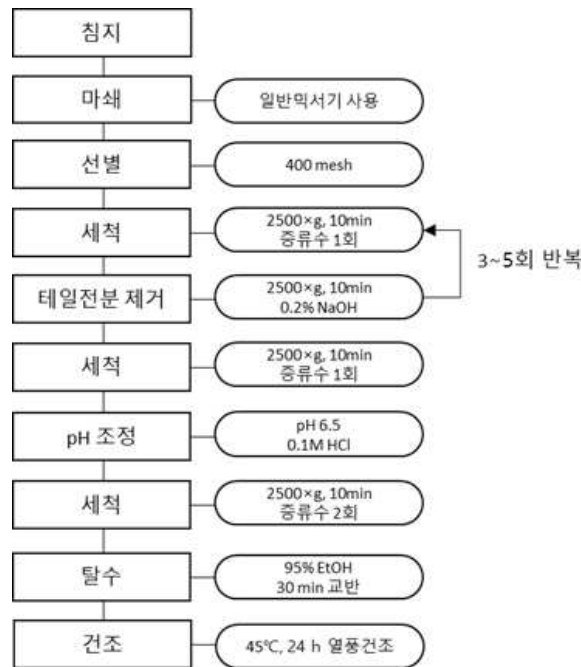 침지
마쇄
일반믹서기 사용
선별
400 mesh
세척
2500×g, 10min
증류수 1회
3~5회 반복
테일전분 제거
2500×g, 10min
0.2% NaOH
세척
2500×g, 10min
증류수 1회
pH 조정
pH 6.5
0.1M HCl
세척
2500×g, 10min
증류수 2회
탈수
95% EtOH
30 min 교반
건조
45℃, 24 h 열풍건조